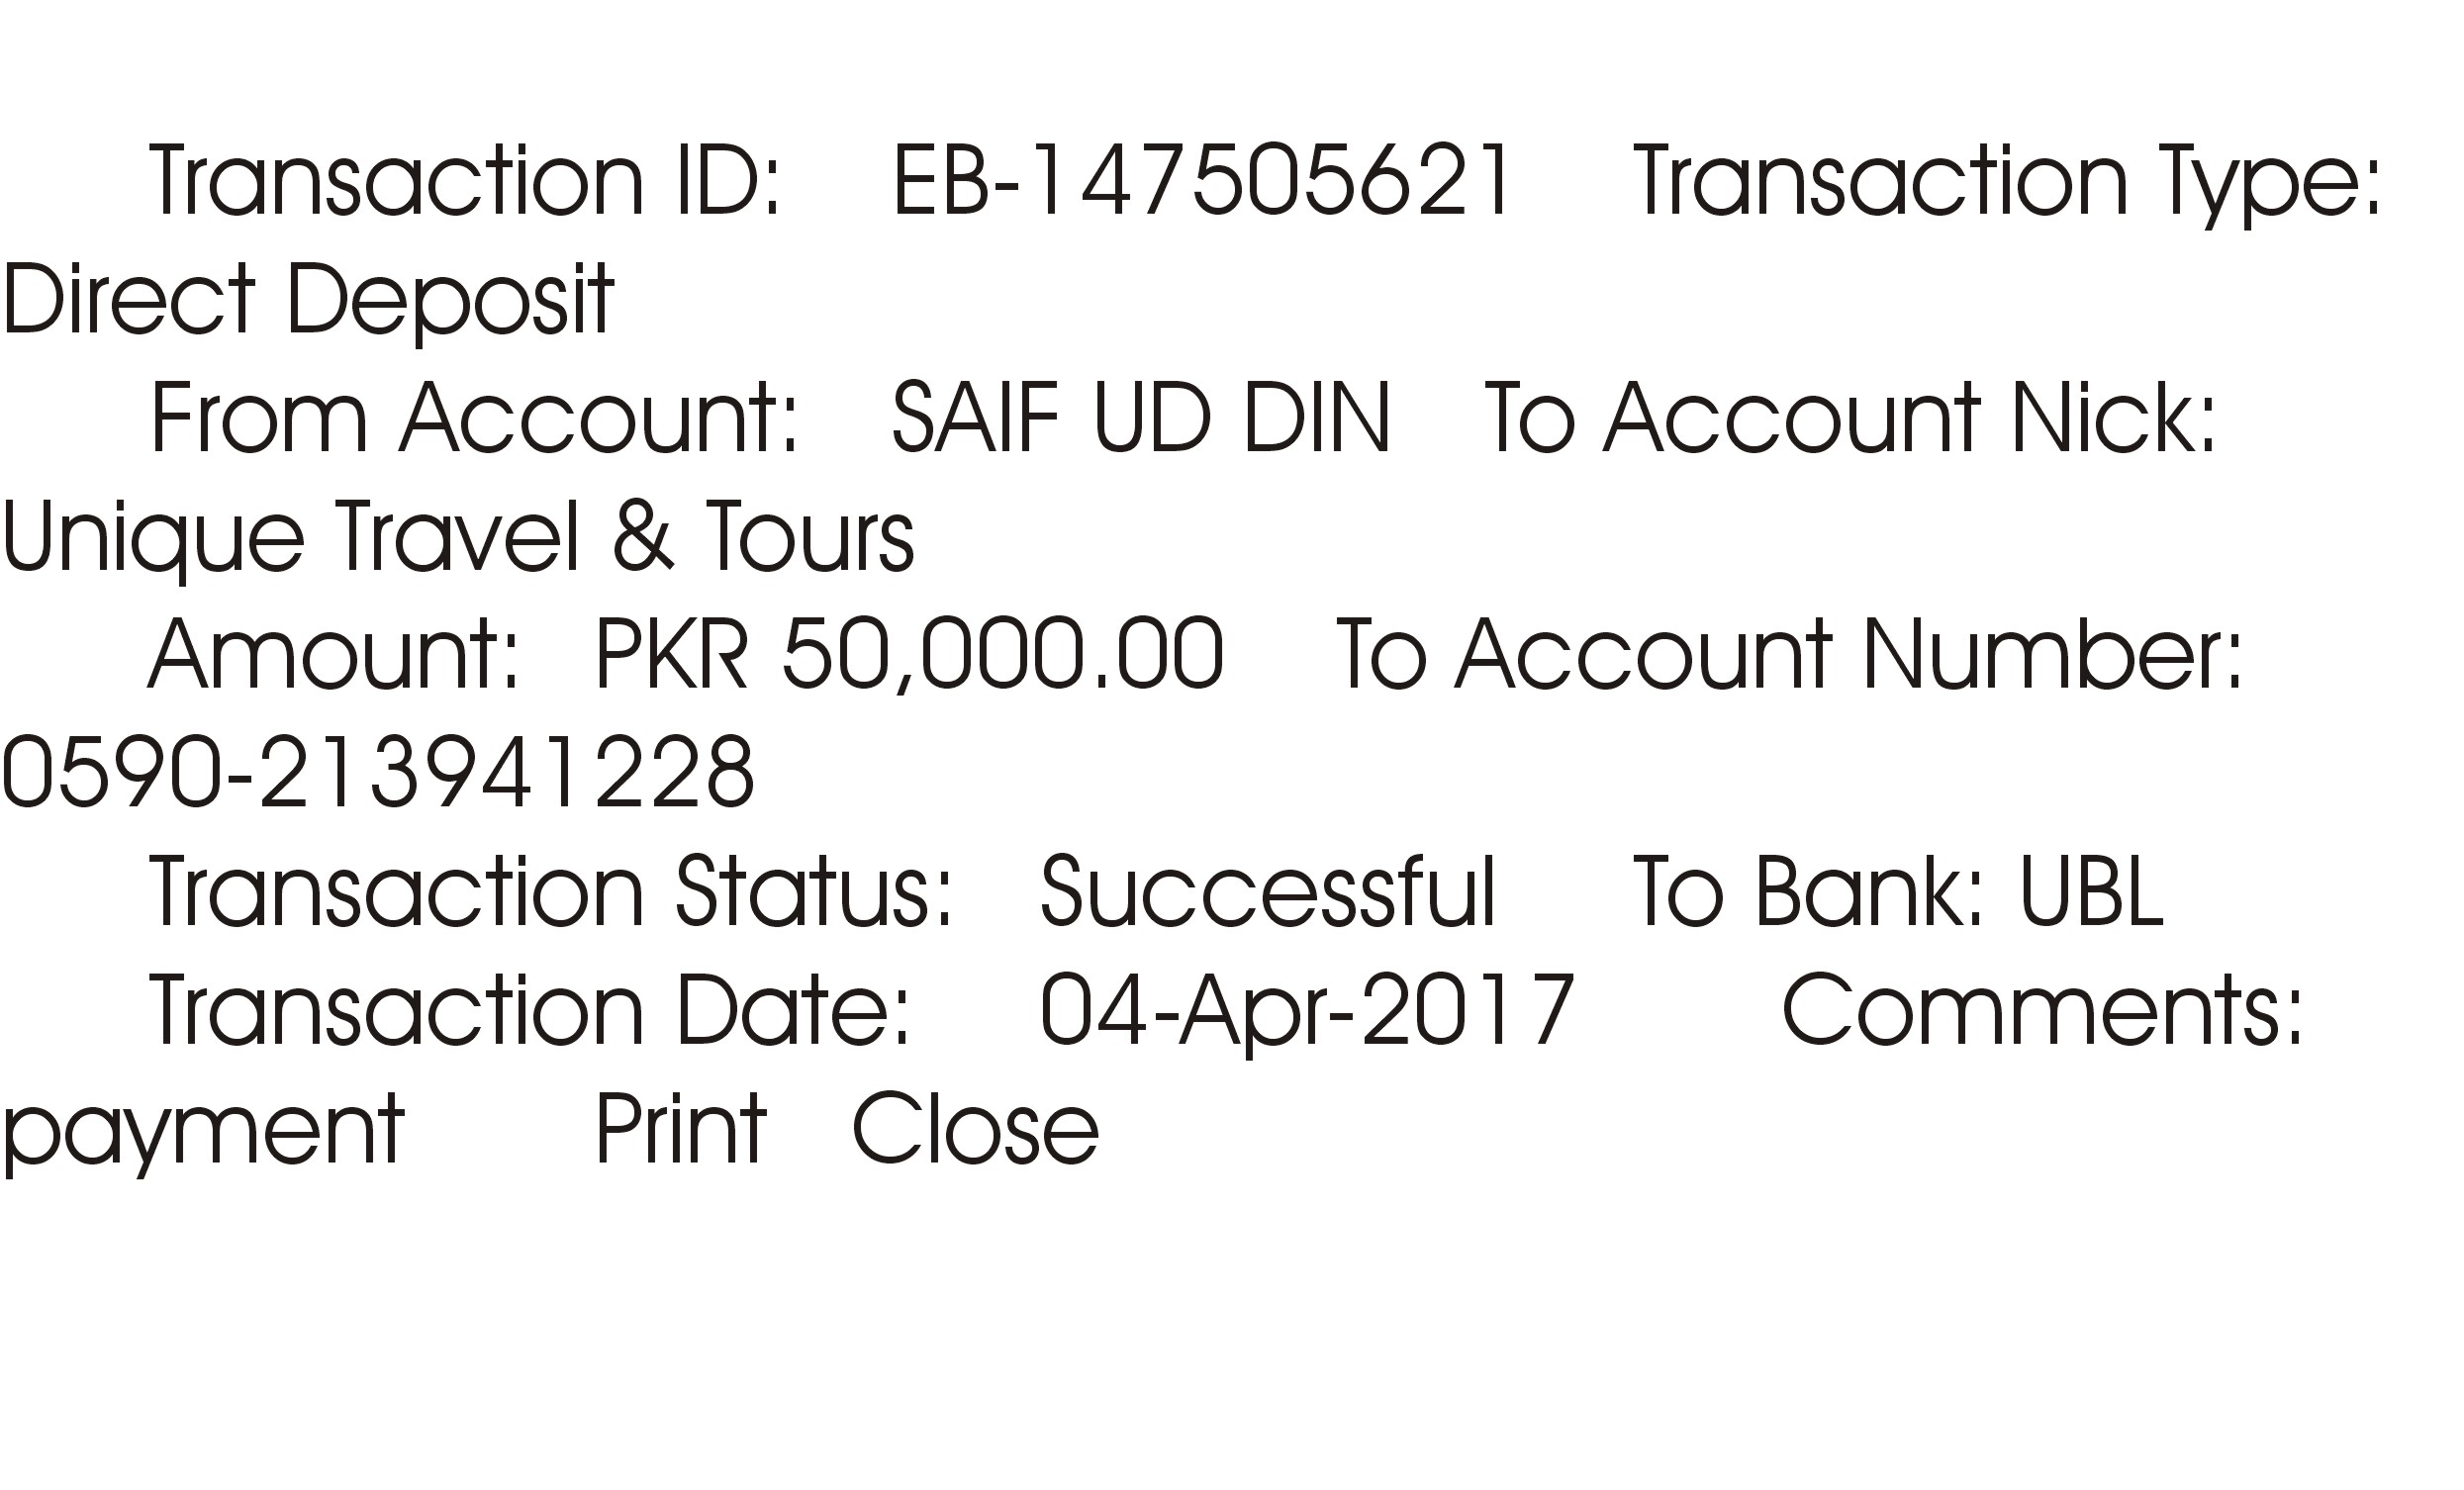 Transaction ID: EB-147505621 Transaction Type:
Direct Deposit
From Account: SAIF UD DIN To Account Nick:
Unique Travel & Tours
Amount: PKR 50,000.00 To Account Number:
0590-213941228
Transaction Status: Successful To Bank: UBL
Transaction Date: 04-Apr-2017 Comments:
payment Print Close